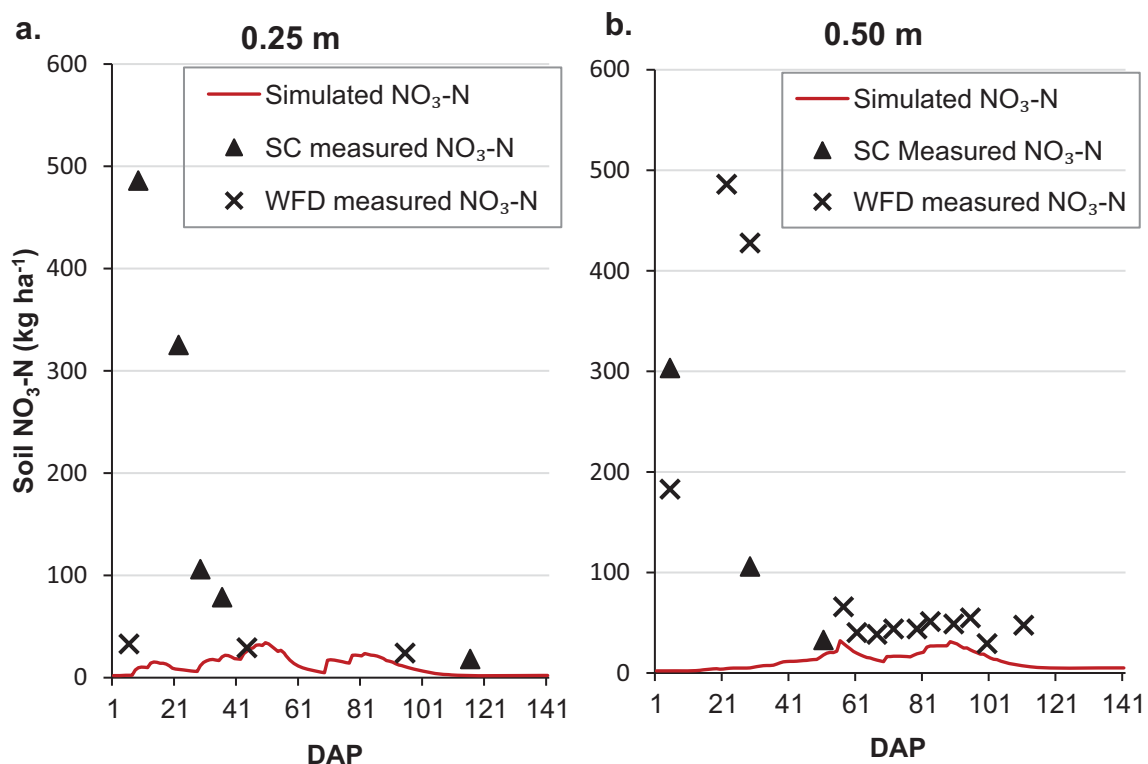 a.
0.25 m
Simulated NO₃-N
SC measured NO₃-N
WFD measured NO₃-N
Soil NO₃-N (kg ha⁻¹)
600
500
400
300
200
100
0
1 21 41 61 81 101 121 141
DAP
b.
0.50 m
Simulated NO₃-N
SC Measured NO₃-N
WFD measured NO₃-N
600
500
400
300
200
100
0
1 21 41 61 81 101 121 141
DAP